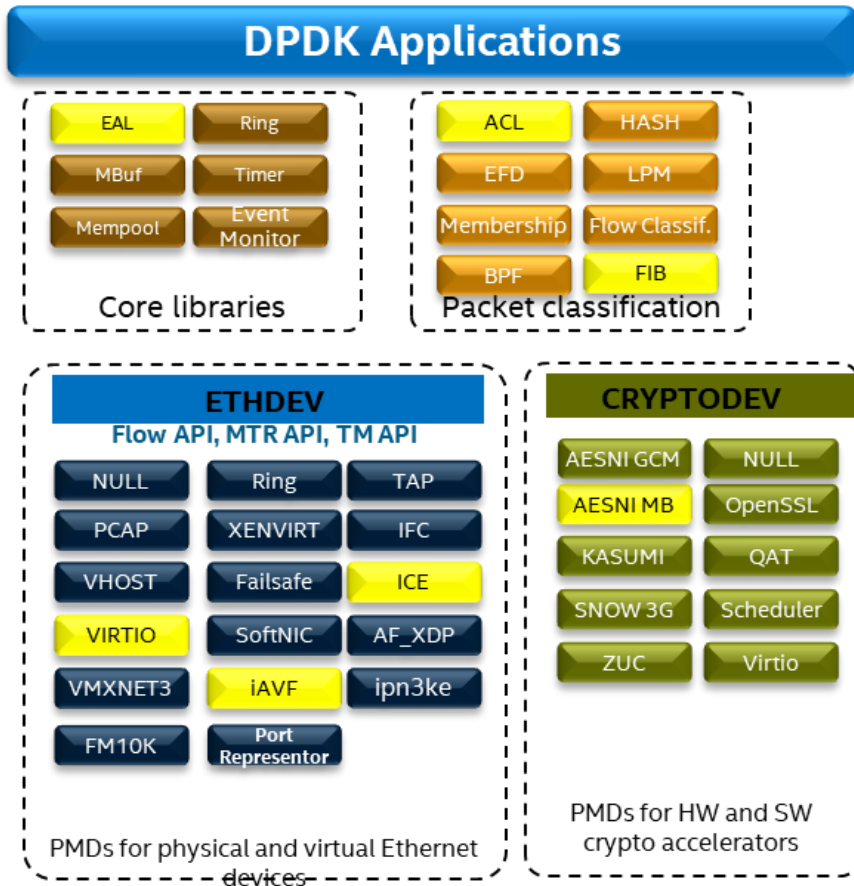 DPDK Applications
EAL
Ring
MBuf
Timer
Mempool
Event
Monitor
Core libraries
ACL
HASH
EFD
LPM
Membership
Flow Classif.
BPF
FIB
Packet classification
ETHDEV
Flow API, MTR API, TM API
NULL
Ring
TAP
PCAP
XENVIRT
IFC
VHOST
Failsafe
ICE
VIRTIO
SoftNIC
AF_XDP
VMXNET3
iAVF
ipn3ke
FM10K
Port
Representor
PMDs for physical and virtual Ethernet
devices
CRYPTODEV
AESNI GCM
NULL
AESNI MB
OpenSSL
KASUMI
QAT
SNOW 3G
Scheduler
ZUC
Virtio
PMDs for HW and SW
crypto accelerators